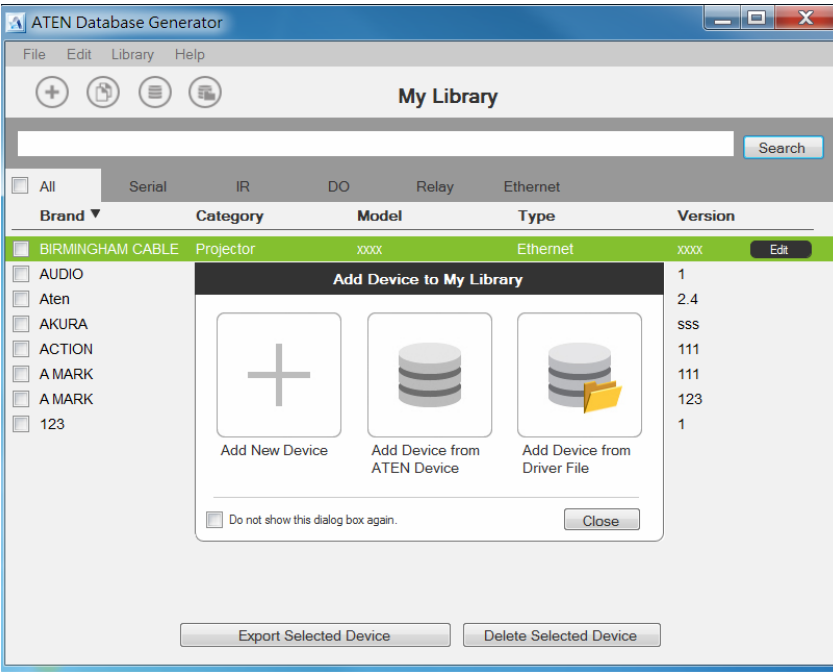 ATEN Database Generator
File Edit Library Help
My Library
Search
All Serial IR DO Relay Ethernet
Brand ▼ Category Model Type Version
BIRMINGHAM CABLE Projector xxxx Ethernet xxxx Edit
AUDIO 1
Aten 2.4
AKURA sss
ACTION 111
A MARK 111
A MARK 123
123 1
Add Device to My Library
Add New Device
Add Device from
ATEN Device
Add Device from
Driver File
Do not show this dialog box again.
Close
Export Selected Device Delete Selected Device